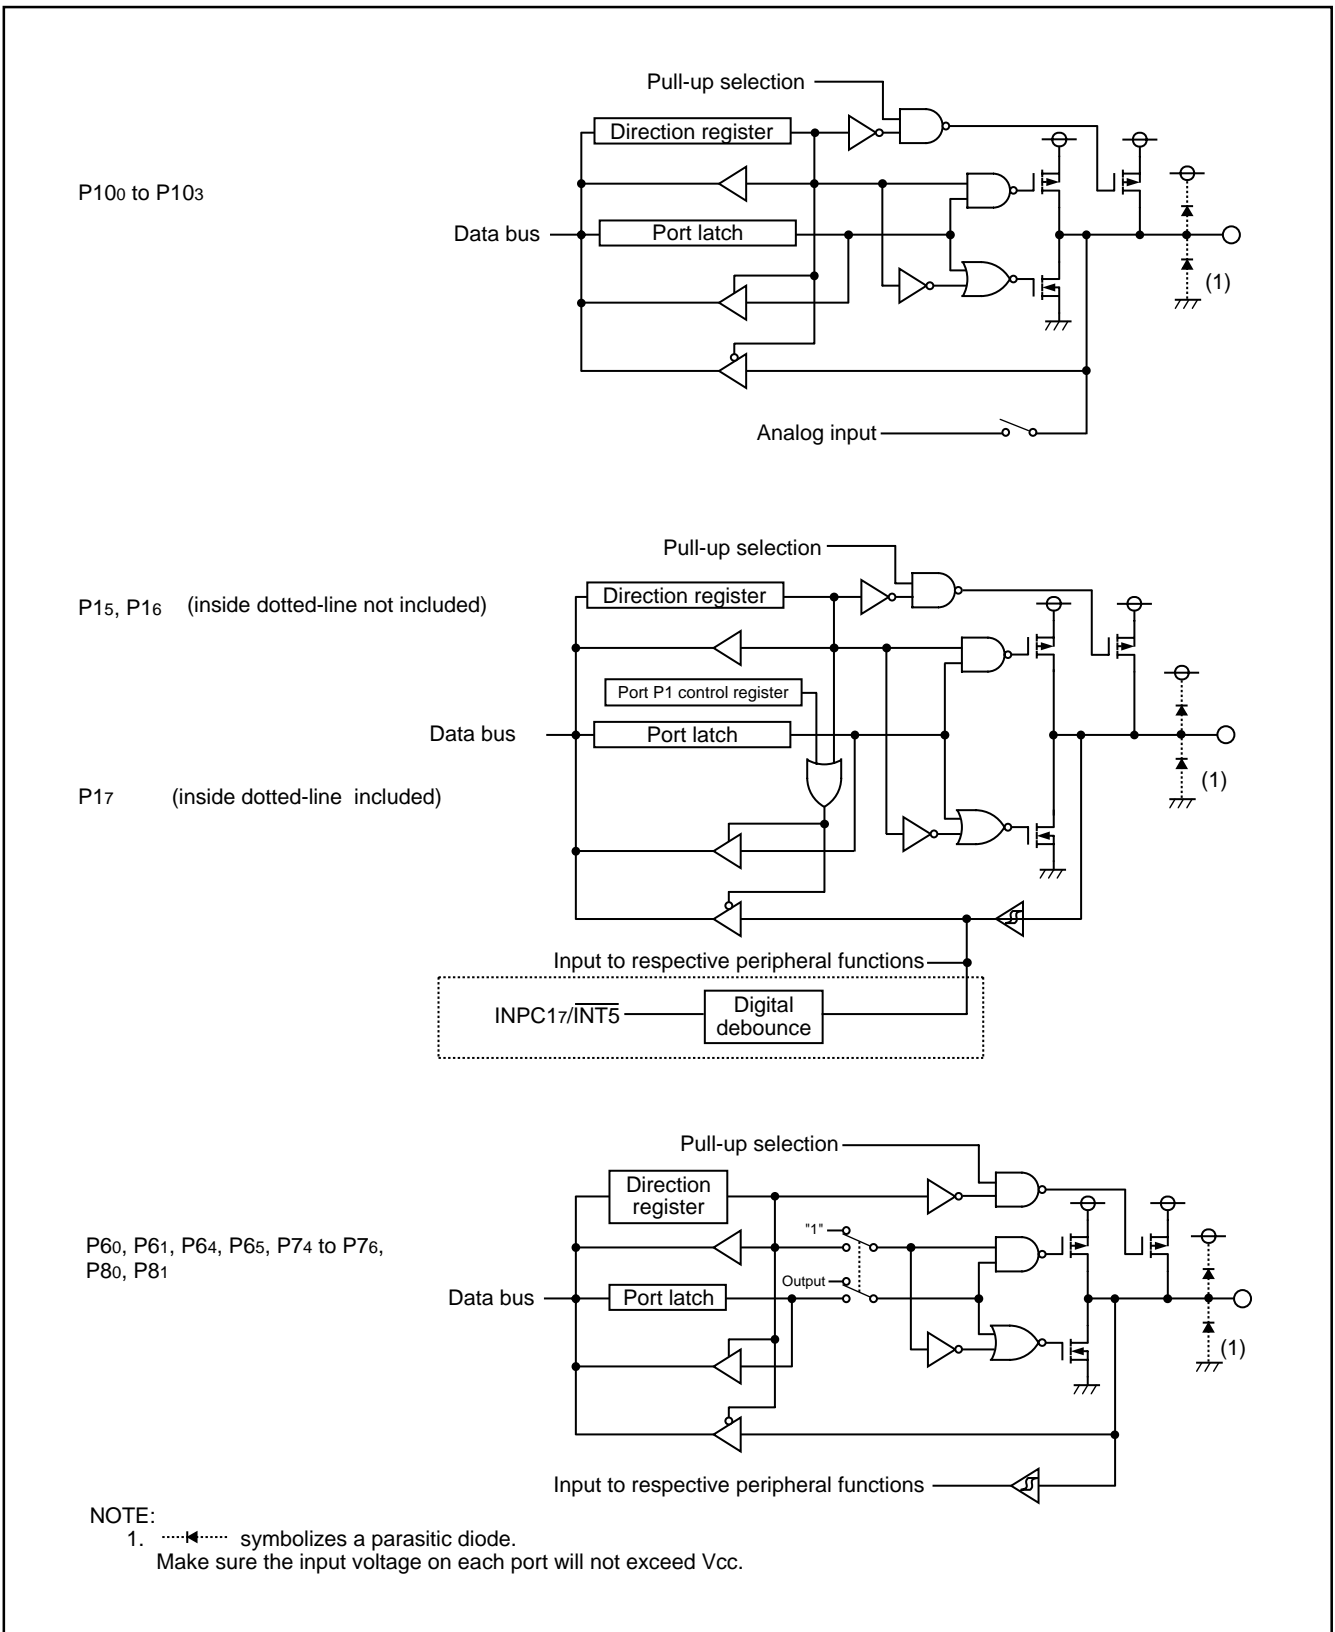 Pull-up selection
Direction register
P100 to P103
Data bus
Port latch
(1)
Analog input
Pull-up selection
P15, P16 (inside dotted-line not included)
Direction register
Port P1 control register
Data bus
Port latch
(1)
P17 (inside dotted-line included)
Input to respective peripheral functions
INPC17/INT5
Digital
debounce
Pull-up selection
Direction
register
"1"
P60, P61, P64, P65, P74 to P76,
P80, P81
Output
Data bus
Port latch
(1)
Input to respective peripheral functions
NOTE:
1. symbolizes a parasitic diode.
Make sure the input voltage on each port will not exceed Vcc.